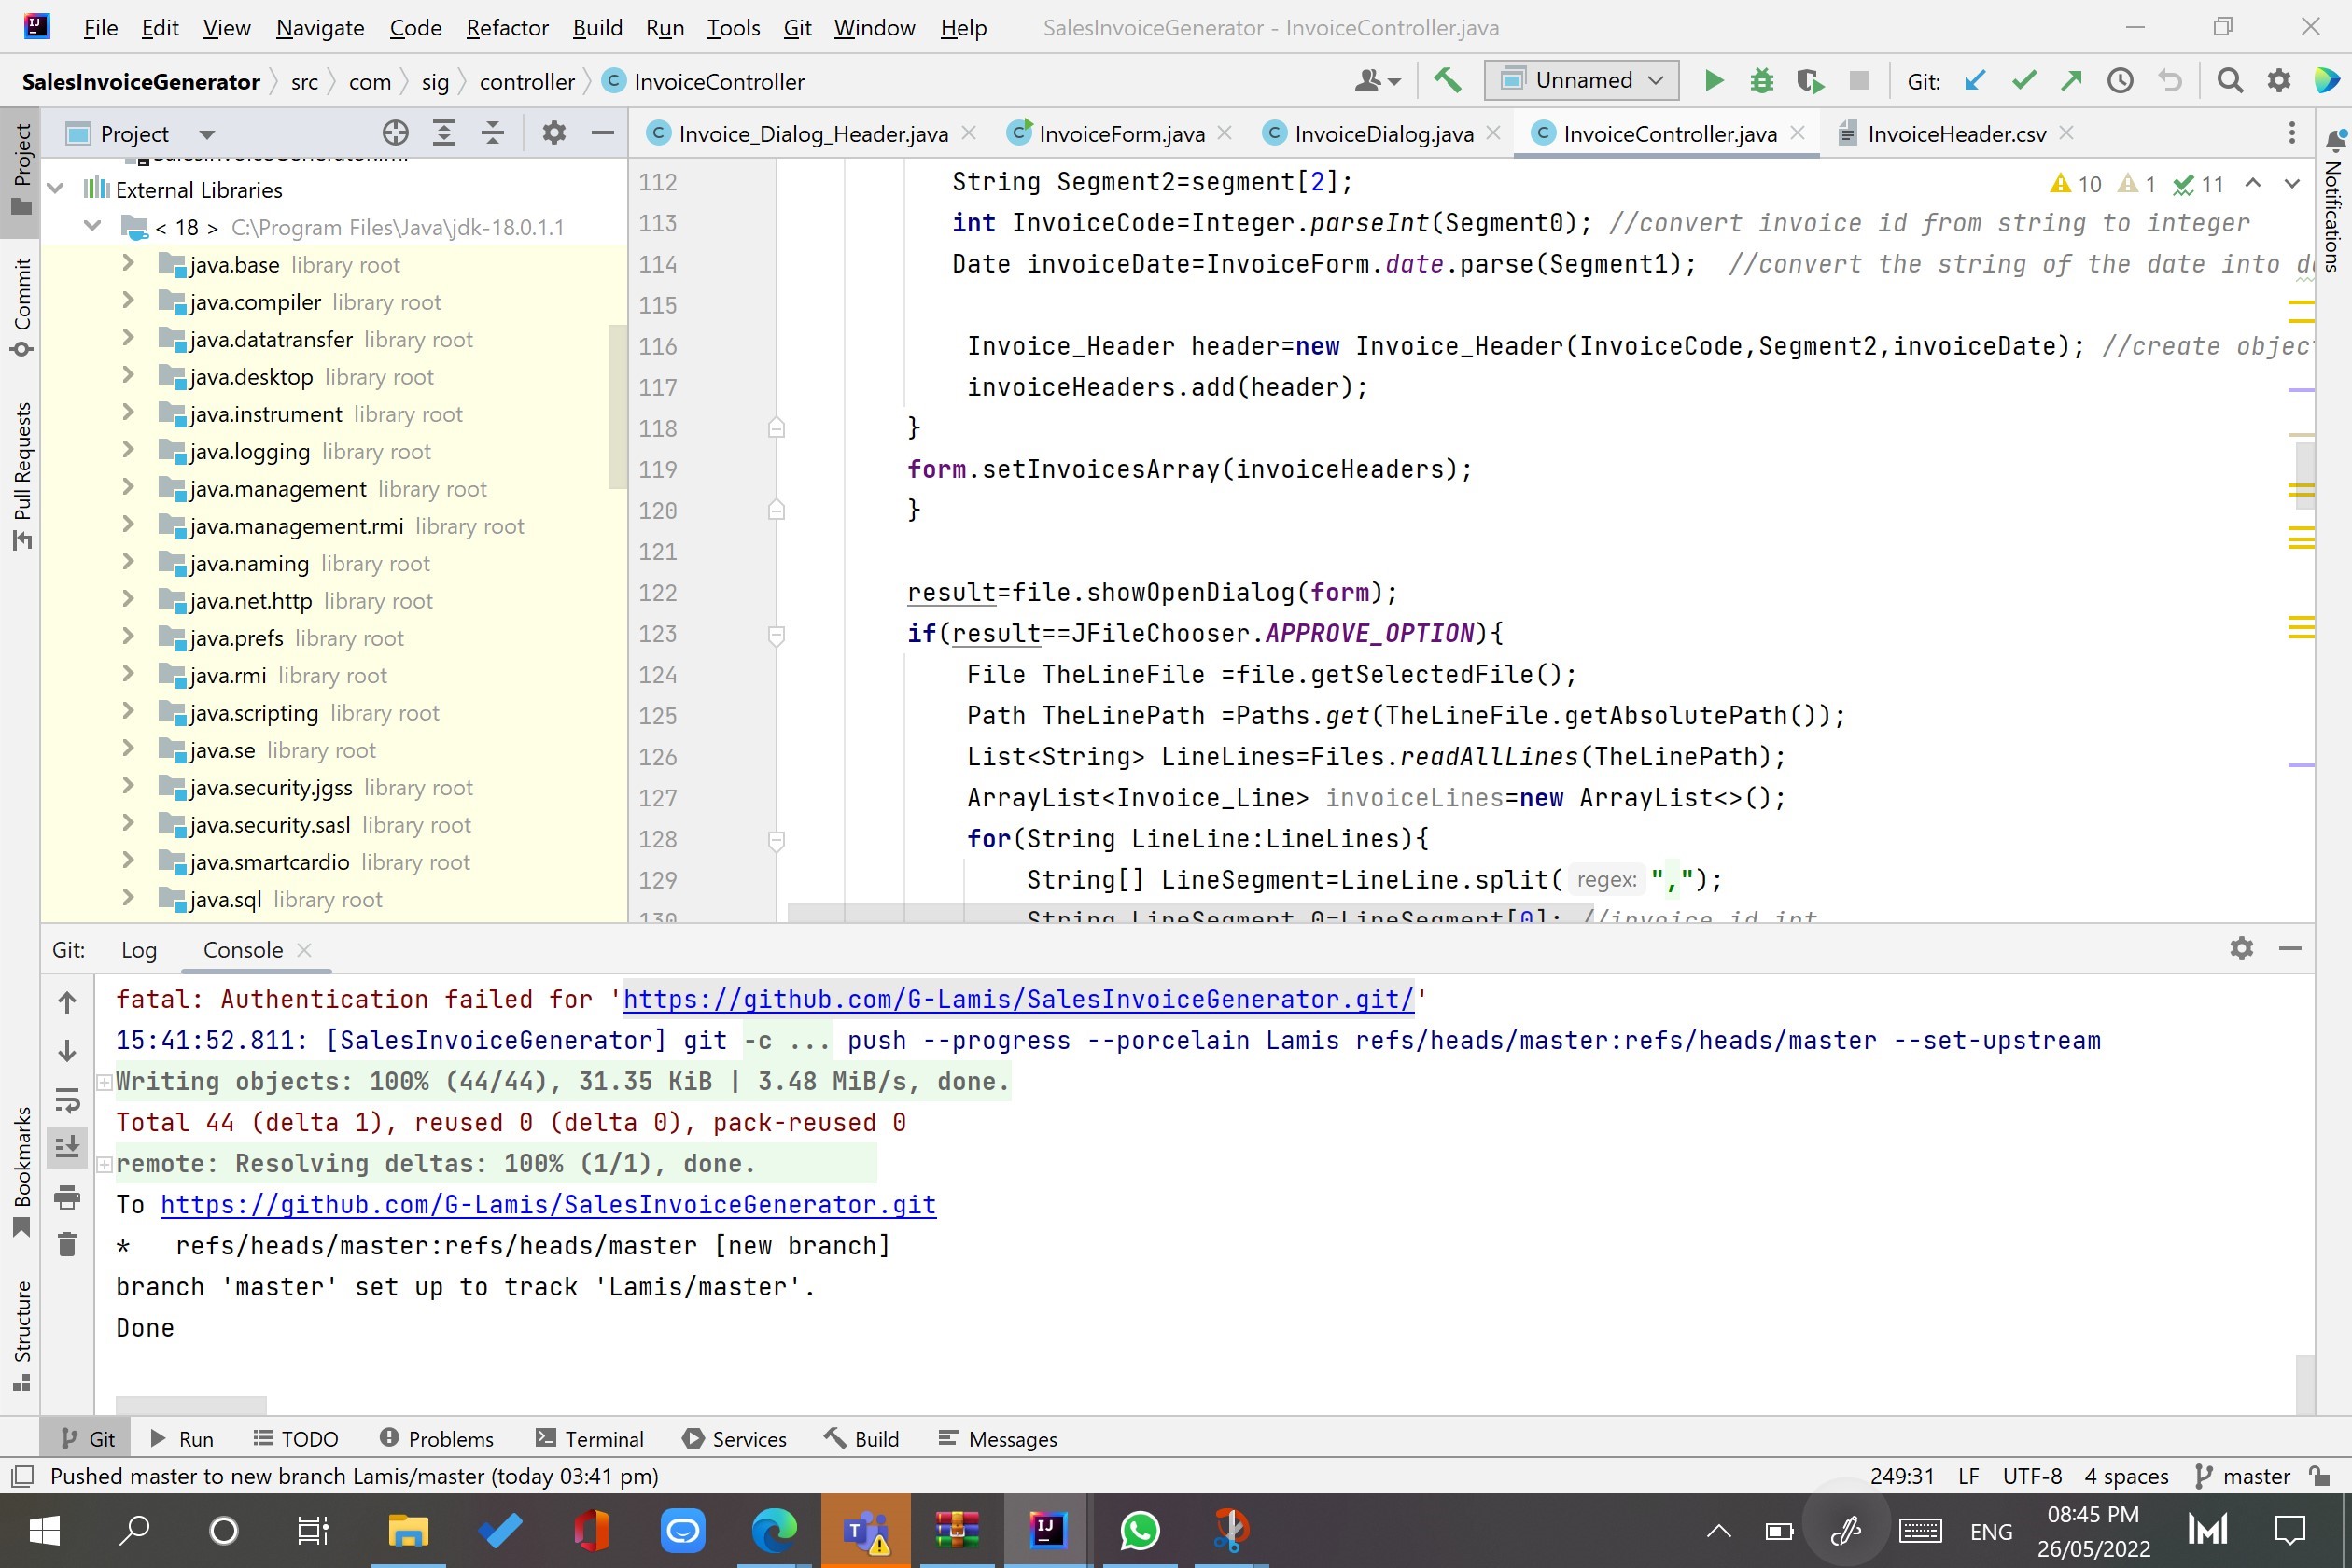 File Edit View Navigate Code Refactor Build Run Tools Git Window Help SalesInvoiceGenerator - InvoiceController.java
SalesInvoiceGenerator src com sig controller InvoiceController Unnamed Git:
Project
Invoice_Dialog_Header.java InvoiceForm.java InvoiceDialog.java InvoiceController.java InvoiceHeader.csv
Project
Commit
Pull Requests
Bookmarks
Structure
Notifications
External Libraries
< 18 > C:\Program Files\Java\jdk-18.0.1.1
java.base library root
java.compiler library root
java.datatransfer library root
java.desktop library root
java.instrument library root
java.logging library root
java.management library root
java.management.rmi library root
java.naming library root
java.net.http library root
java.prefs library root
java.rmi library root
java.scripting library root
java.se library root
java.security.jgss library root
java.security.sasl library root
java.smartcardio library root
java.sql library root
10 1 11
112 String Segment2=segment[2];
113 int InvoiceCode=Integer.parseInt(Segment0); //convert invoice id from string to integer
114 Date invoiceDate=InvoiceForm.date.parse(Segment1); //convert the string of the date into
115
116 Invoice_Header header=new Invoice_Header(InvoiceCode,Segment2,invoiceDate); //create objec
117 invoiceHeaders.add(header);
118 }
119 form.setInvoicesArray(invoiceHeaders);
120 }
121
122 result=file.showOpenDialog(form);
123 if(result==JFileChooser.APPROVE_OPTION){
124 File TheLineFile =file.getSelectedFile();
125 Path TheLinePath =Paths.get(TheLineFile.getAbsolutePath());
126 List<String> LineLines=Files.readAllLines(TheLinePath);
127 ArrayList<Invoice_Line> invoiceLines=new ArrayList<>();
128 for(String LineLine:LineLines){
129 String[] LineSegment=LineLine.split( regex: ",");
130 String LineSegment_0=LineSegment[0]; //invoice id int
Git: Log Console
fatal: Authentication failed for 'https://github.com/G-Lamis/SalesInvoiceGenerator.git/'
15:41:52.811: [SalesInvoiceGenerator] git -c ... push --progress --porcelain Lamis refs/heads/master:refs/heads/master --set-upstream
Writing objects: 100% (44/44), 31.35 KiB | 3.48 MiB/s, done.
Total 44 (delta 1), reused 0 (delta 0), pack-reused 0
remote: Resolving deltas: 100% (1/1), done.
To https://github.com/G-Lamis/SalesInvoiceGenerator.git
* refs/heads/master:refs/heads/master [new branch]
branch 'master' set up to track 'Lamis/master'.
Done
Git Run TODO Problems Terminal Services Build Messages
Pushed master to new branch Lamis/master (today 03:41 pm) 249:31 LF UTF-8 4 spaces master
ENG 08:45 PM
26/05/2022